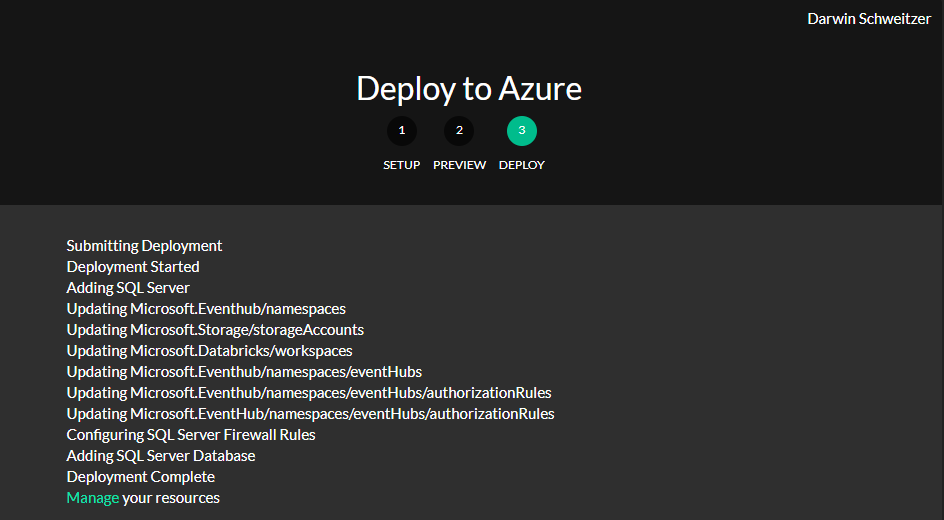 Darwin Schweitzer
Deploy to Azure
1 2 3
SETUP PREVIEW DEPLOY
Submitting Deployment
Deployment Started
Adding SQL Server
Updating Microsoft.Eventhub/namespaces
Updating Microsoft.Storage/storageAccounts
Updating Microsoft.Databricks/workspaces
Updating Microsoft.Eventhub/namespaces/eventHubs
Updating Microsoft.Eventhub/namespaces/eventHubs/authorizationRules
Updating Microsoft.EventHub/namespaces/eventHubs/authorizationRules
Configuring SQL Server Firewall Rules
Adding SQL Server Database
Deployment Complete
Manage your resources